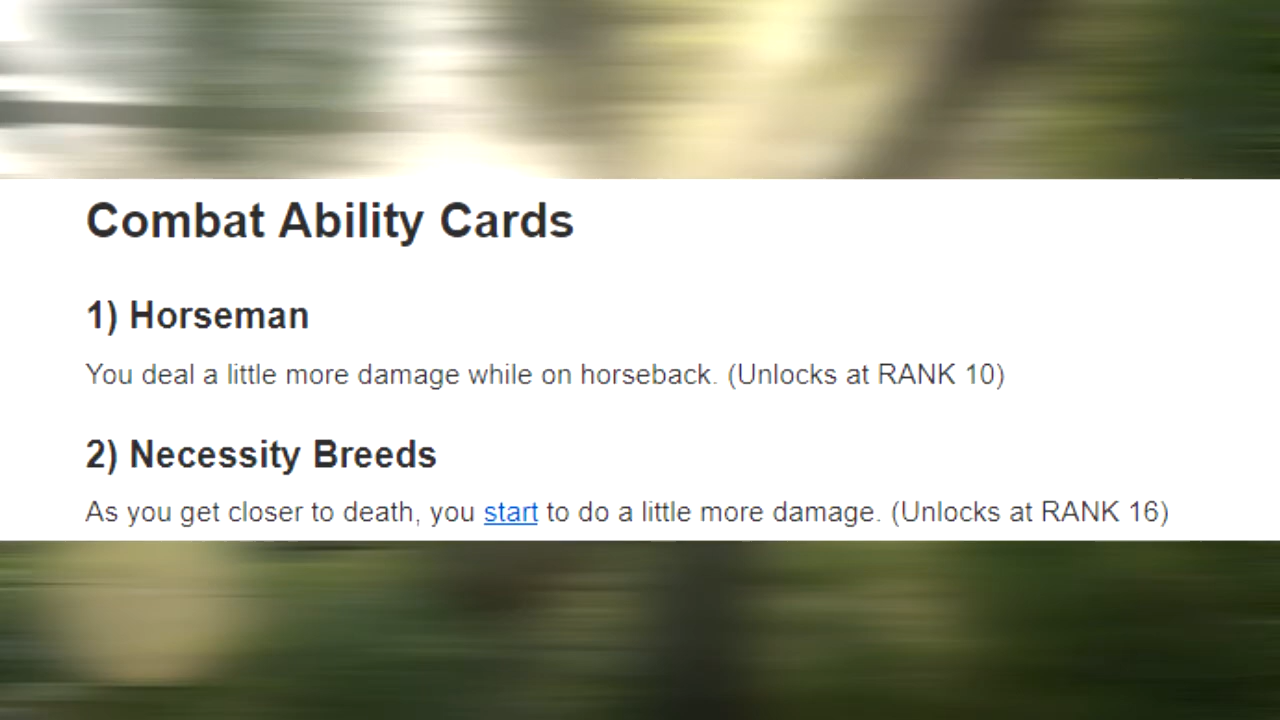 Combat Ability Cards
1) Horseman
You deal a little more damage while on horseback. (Unlocks at RANK 10)
2) Necessity Breeds
As you get closer to death, you start to do a little more damage. (Unlocks at RANK 16)